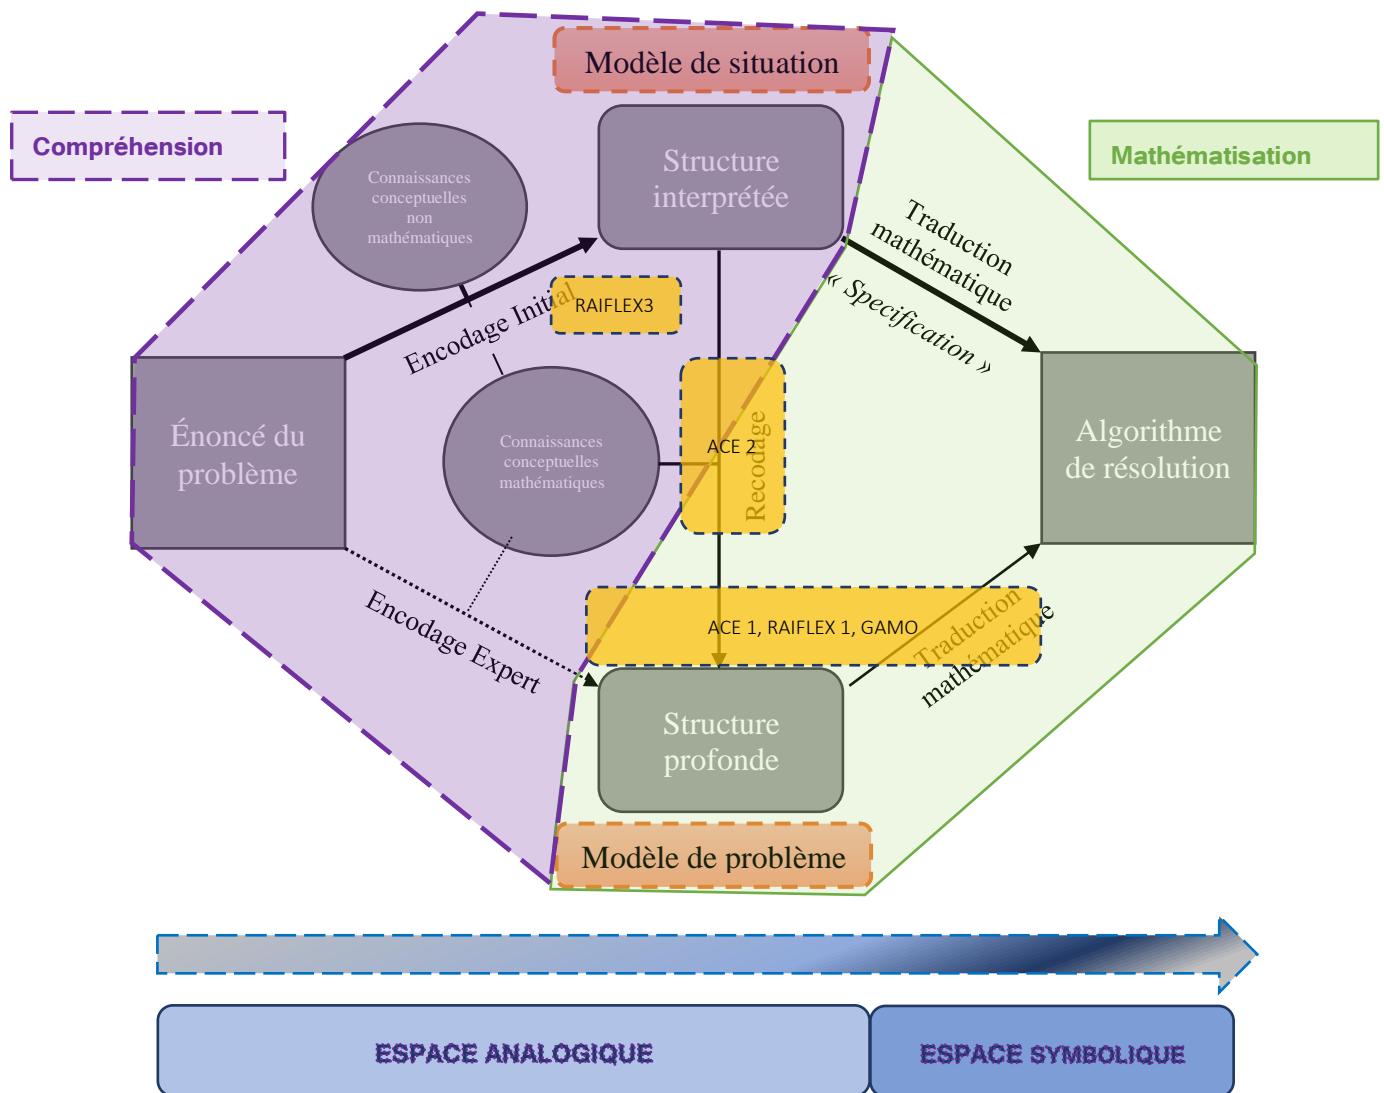 Modèle de situation
Compréhension
Mathématisation
Connaissances
conceptuelles
non
mathématiques
Structure
interprétée
Traduction
mathématique
« Specification »
Encodage Initial
RAIFLEX3
Énoncé du
problème
Connaissances
conceptuelles
mathématiques
ACE 2
Recodage
Algorithme
de résolution
Encodage Expert
ACE 1, RAIFLEX 1, GAMO
Traduction
mathématique
Structure
profonde
Modèle de problème
ESPACE ANALOGIQUE
ESPACE SYMBOLIQUE